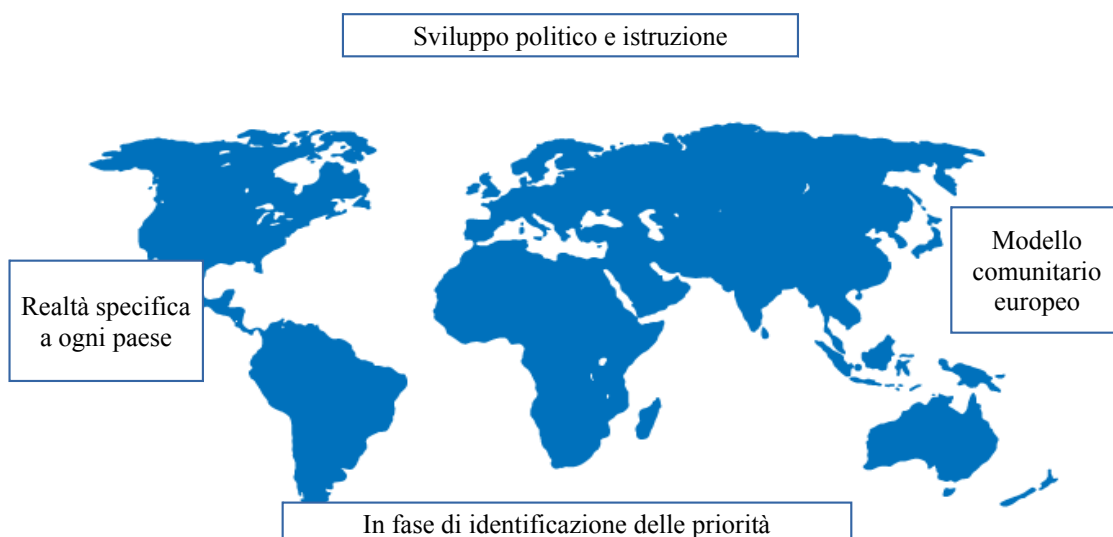 Sviluppo politico e istruzione
Modello
comunitario
europeo
Realtà specifica
a ogni paese
In fase di identificazione delle priorità